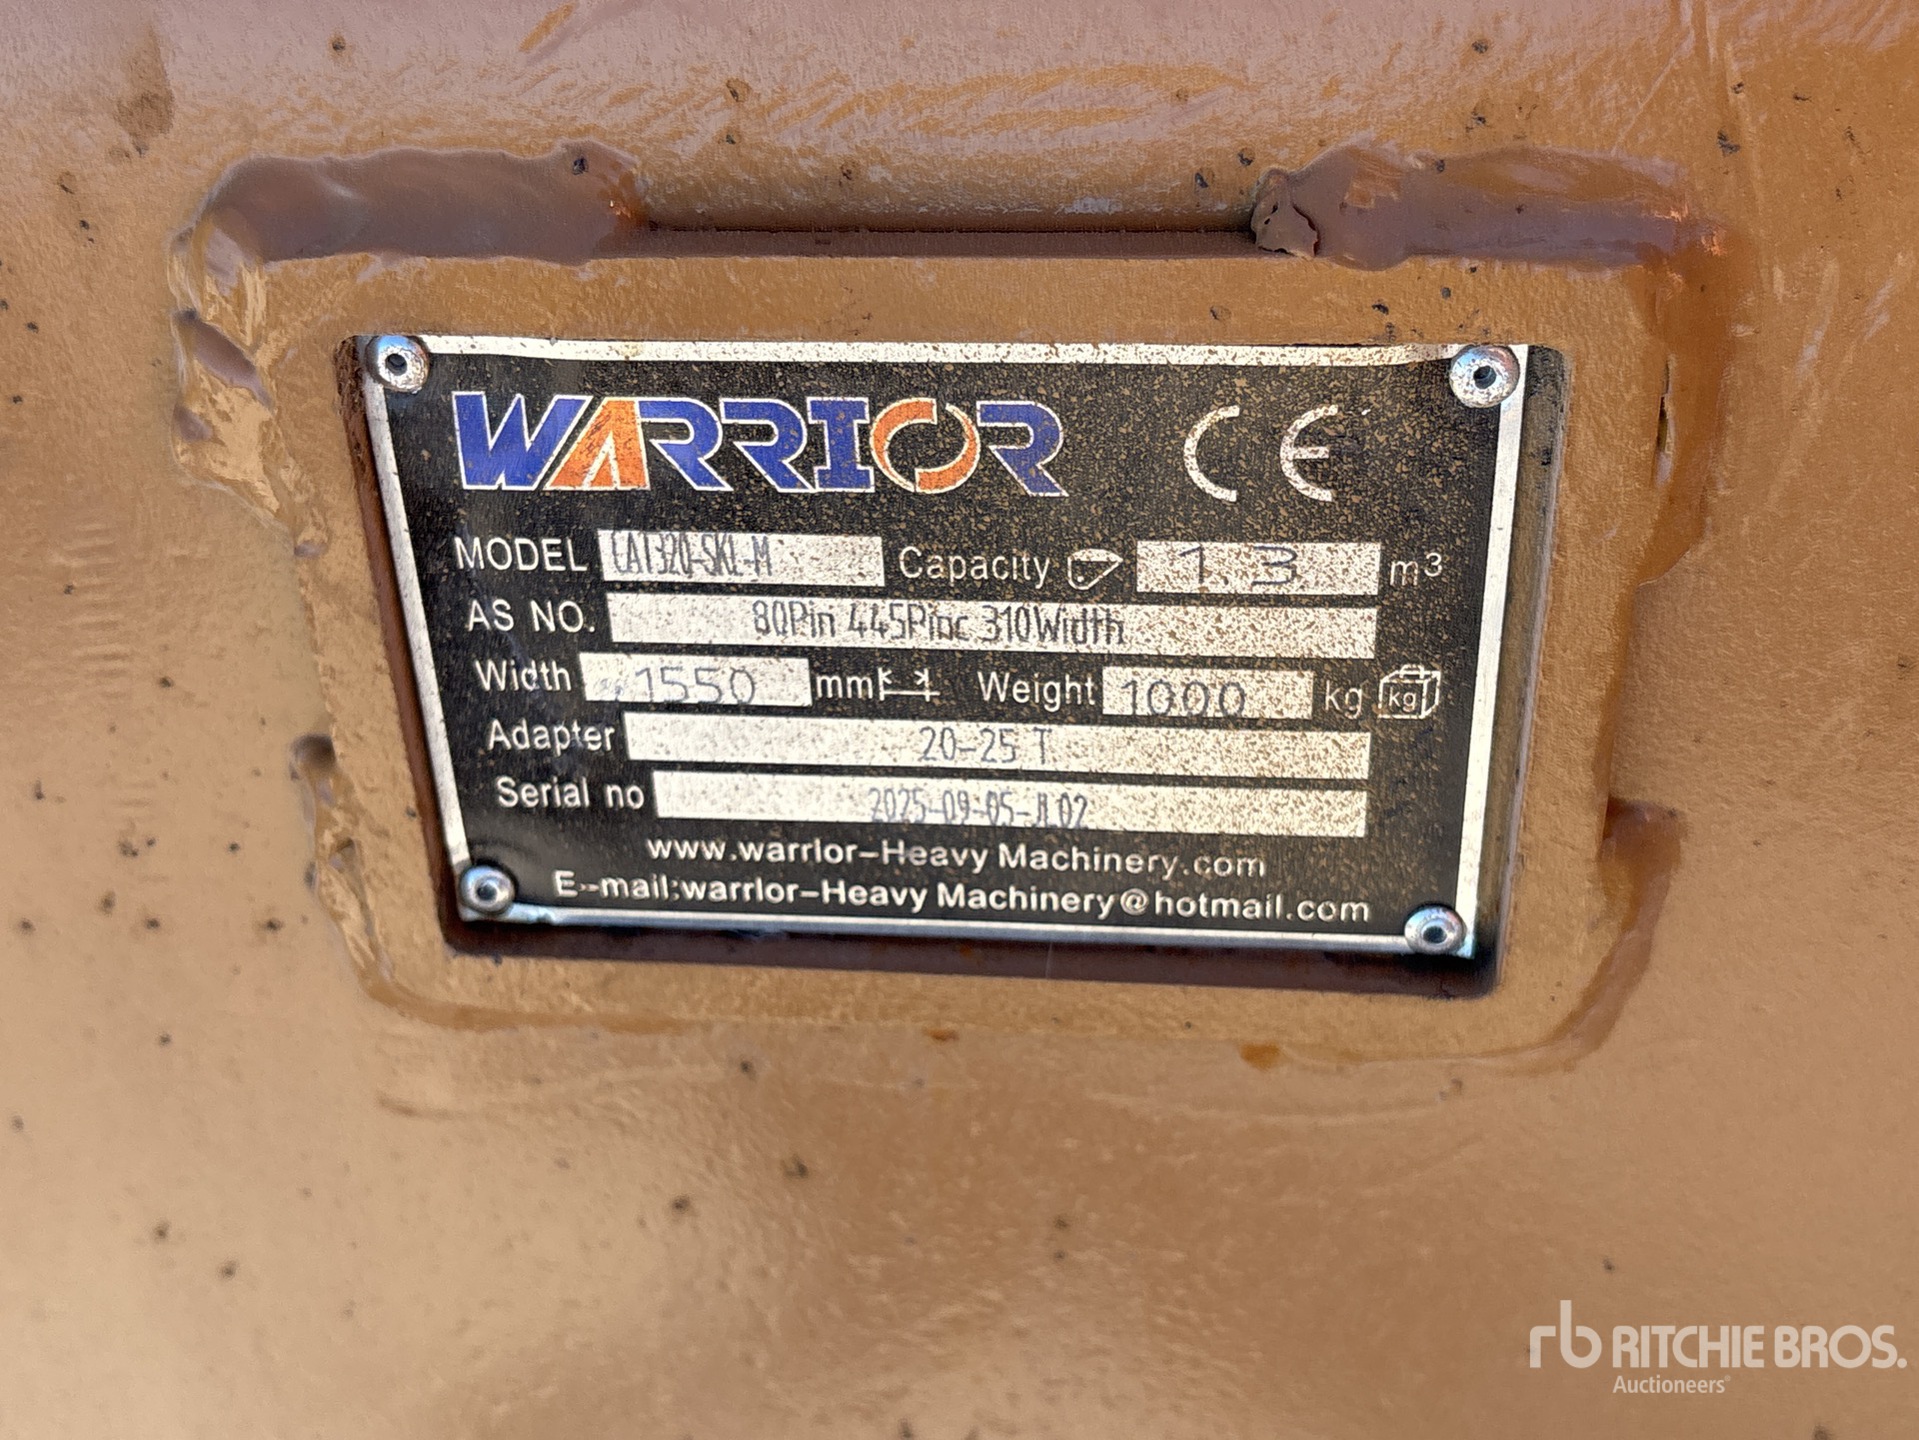 WARRIOR CE
MODEL CAT320-SKL-M Capacity 1.3 m³
AS NO. 80Pin 445Pinc 310Width
Width 1550 mm Weight 1000 kg kg
Adapter 20-25 T
Serial no 2025-09-05-JL02
www.warrlor-Heavy Machinery.com
E-mail:warrlor-Heavy Machinery@hotmail.com
rb RITCHIE BROS.
Auctioneers